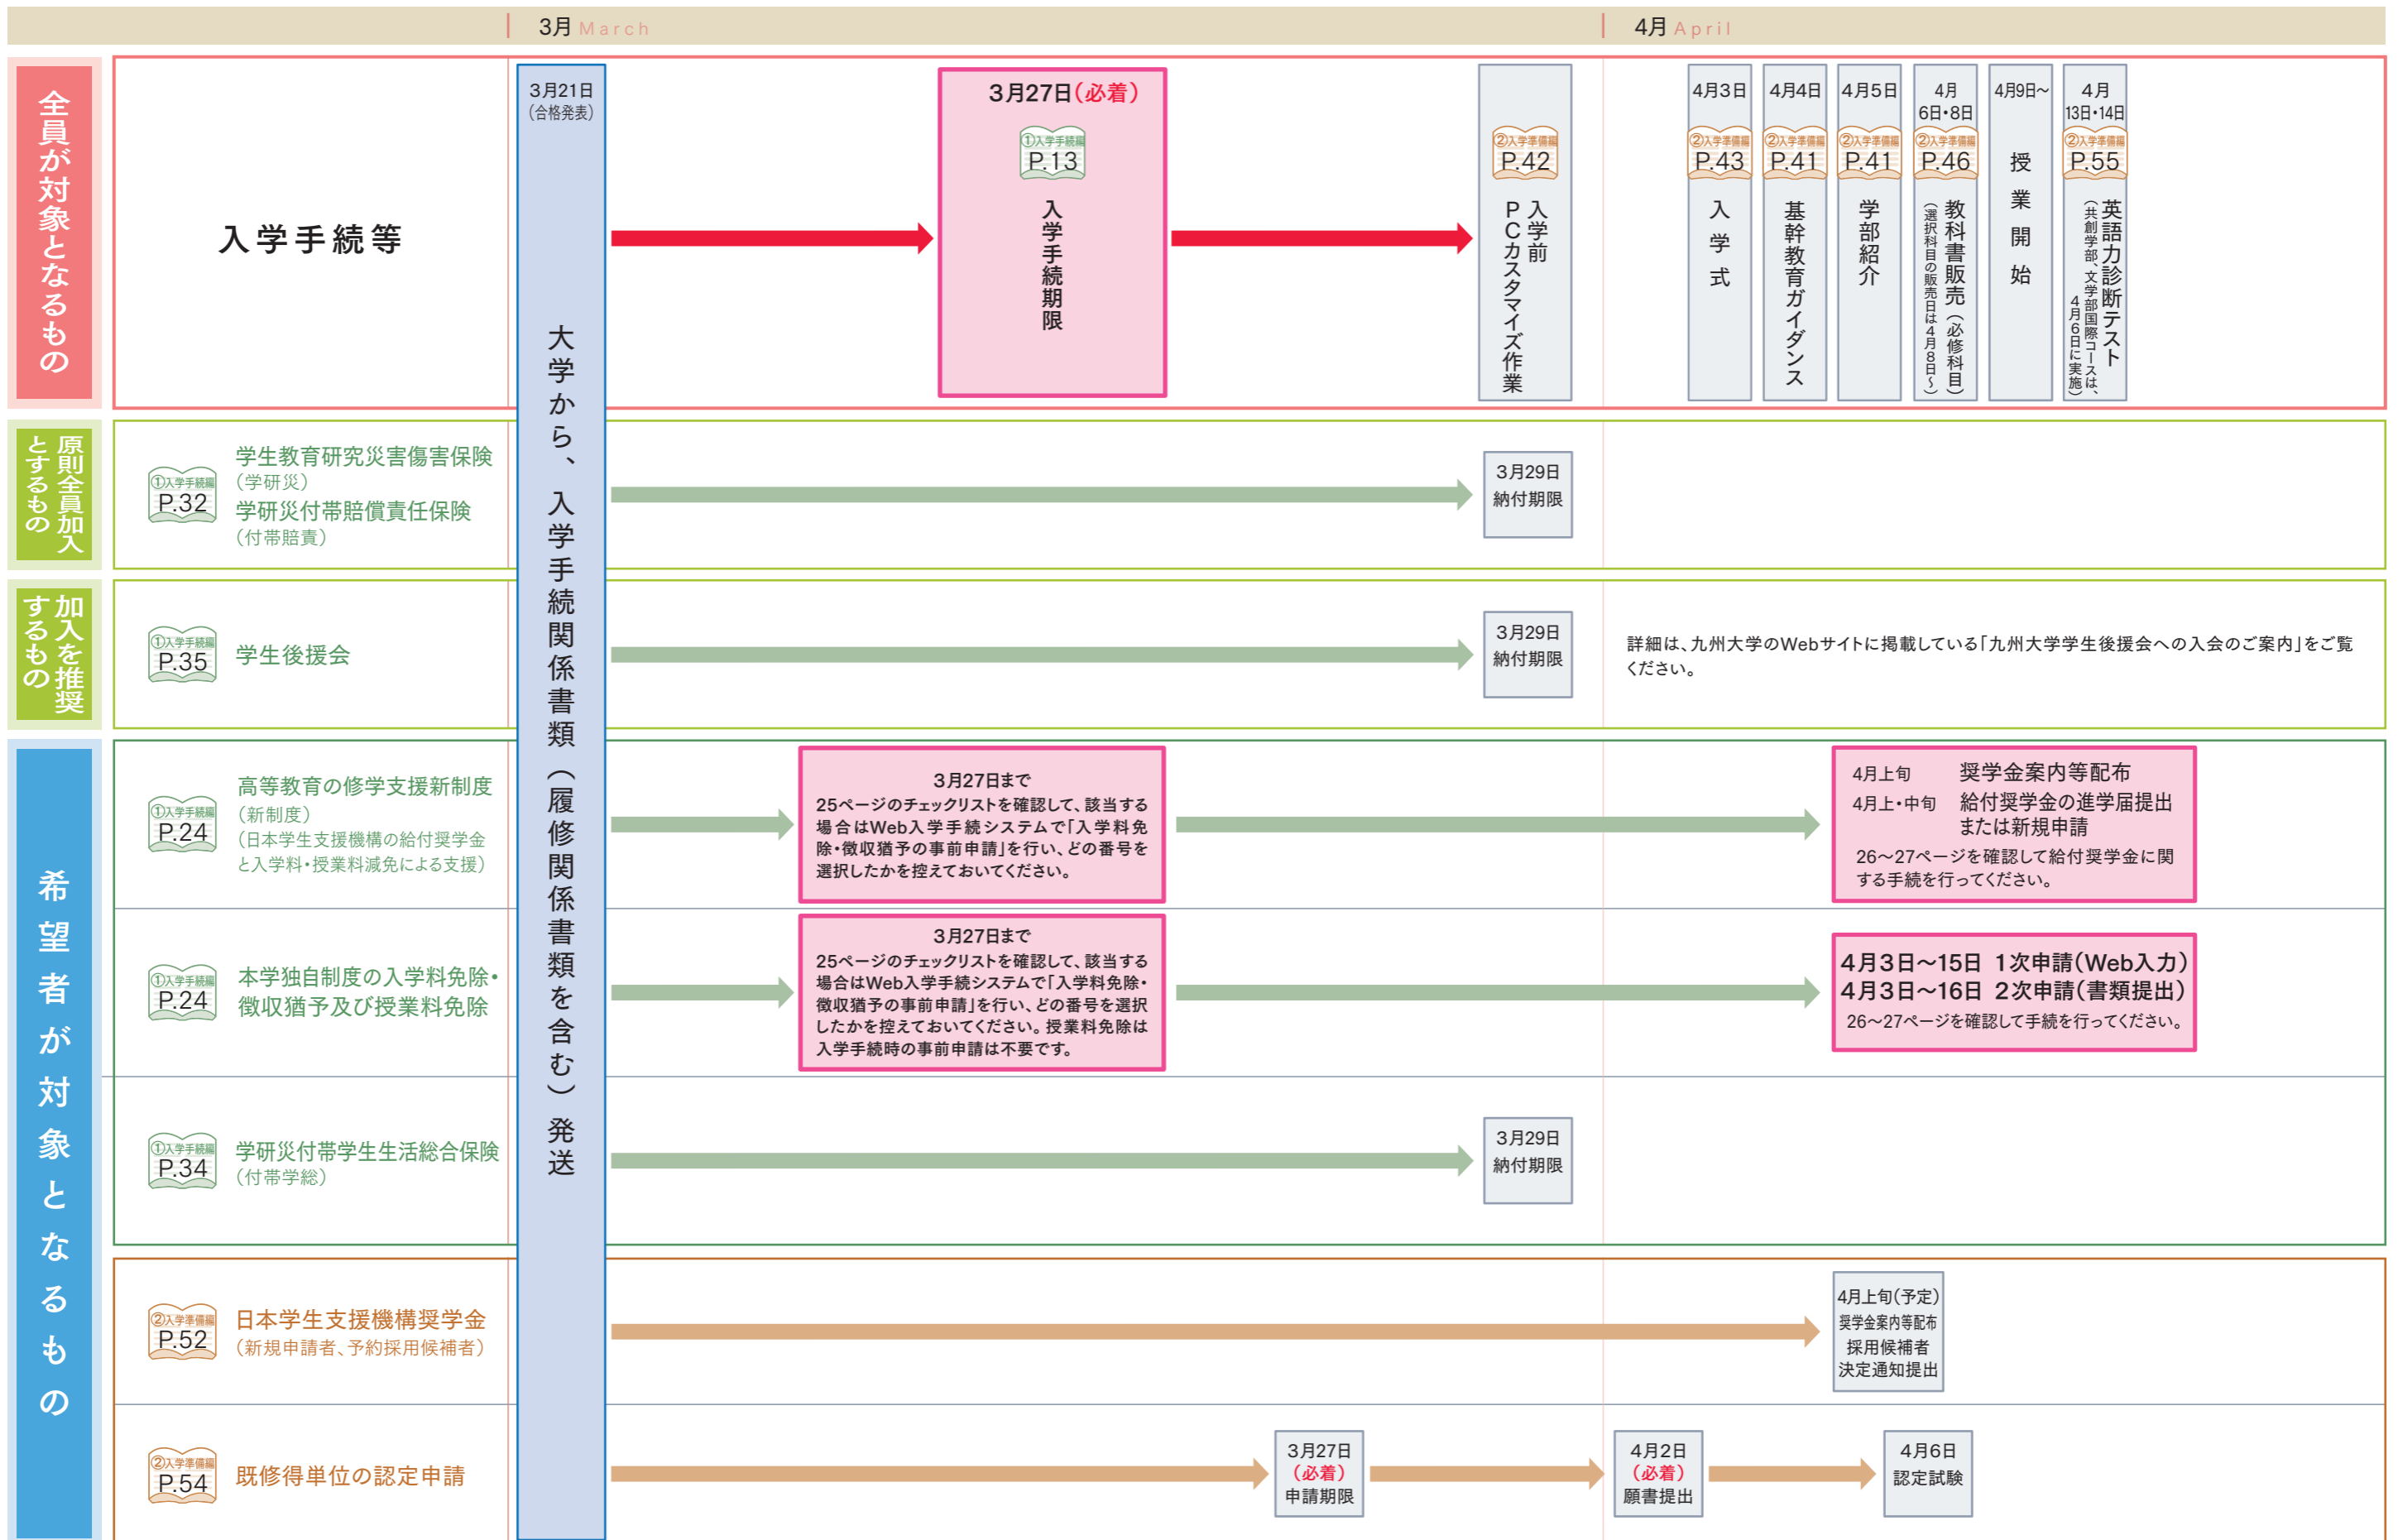 3月 March
4月 April
全員が対象となるもの
入学手続等
3月21日
(合格発表)
大学から、入学手続関係書類(履修関係書類を含む)発送
3月27日(必着)
①入学手続編
P.13
入学手続期限
②入学準備編
P.42
入学前
PCカスタマイズ作業
4月3日
②入学準備編
P.43
入学式
4月4日
②入学準備編
P.41
基幹教育ガイダンス
4月5日
②入学準備編
P.41
学部紹介
4月
6日・8日
②入学準備編
P.46
教科書販売(必修科目)
(選択科目の販売日は4月8日~)
4月9日~
授業開始
4月
13日・14日
②入学準備編
P.55
英語力診断テスト
(共創学部、文学部国際コースは、
4月6日に実施)
原則全員加入
とするもの
①入学手続編
P.32
学生教育研究災害傷害保険
(学研災)
学研災付帯賠償責任保険
(付帯賠責)
3月29日
納付期限
加入を推奨
するもの
①入学手続編
P.35
学生後援会
3月29日
納付期限
詳細は、九州大学のWebサイトに掲載している「九州大学学生後援会への入会のご案内」をご覧
ください。
希望者が対象となるもの
①入学手続編
P.24
高等教育の修学支援新制度
(新制度)
(日本学生支援機構の給付奨学金
と入学料・授業料減免による支援)
3月27日まで
25ページのチェックリストを確認して、該当する
場合はWeb入学手続システムで「入学料免
除・徴収猶予の事前申請」を行い、どの番号を
選択したかを控えておいてください。
4月上旬 奨学金案内等配布
4月上・中旬 給付奨学金の進学届提出
または新規申請
26~27ページを確認して給付奨学金に関
する手続を行ってください。
①入学手続編
P.24
本学独自制度の入学料免除・
徴収猶予及び授業料免除
3月27日まで
25ページのチェックリストを確認して、該当する
場合はWeb入学手続システムで「入学料免除・
徴収猶予の事前申請」を行い、どの番号を選択
したかを控えておいてください。授業料免除は
入学手続時の事前申請は不要です。
4月3日~15日 1次申請(Web入力)
4月3日~16日 2次申請(書類提出)
26~27ページを確認して手続を行ってください。
①入学手続編
P.34
学研災付帯学生生活総合保険
(付帯学総)
3月29日
納付期限
②入学準備編
P.52
日本学生支援機構奨学金
(新規申請者、予約採用候補者)
4月上旬(予定)
奨学金案内等配布
採用候補者
決定通知提出
②入学準備編
P.54
既修得単位の認定申請
3月27日
(必着)
申請期限
4月2日
(必着)
願書提出
4月6日
認定試験